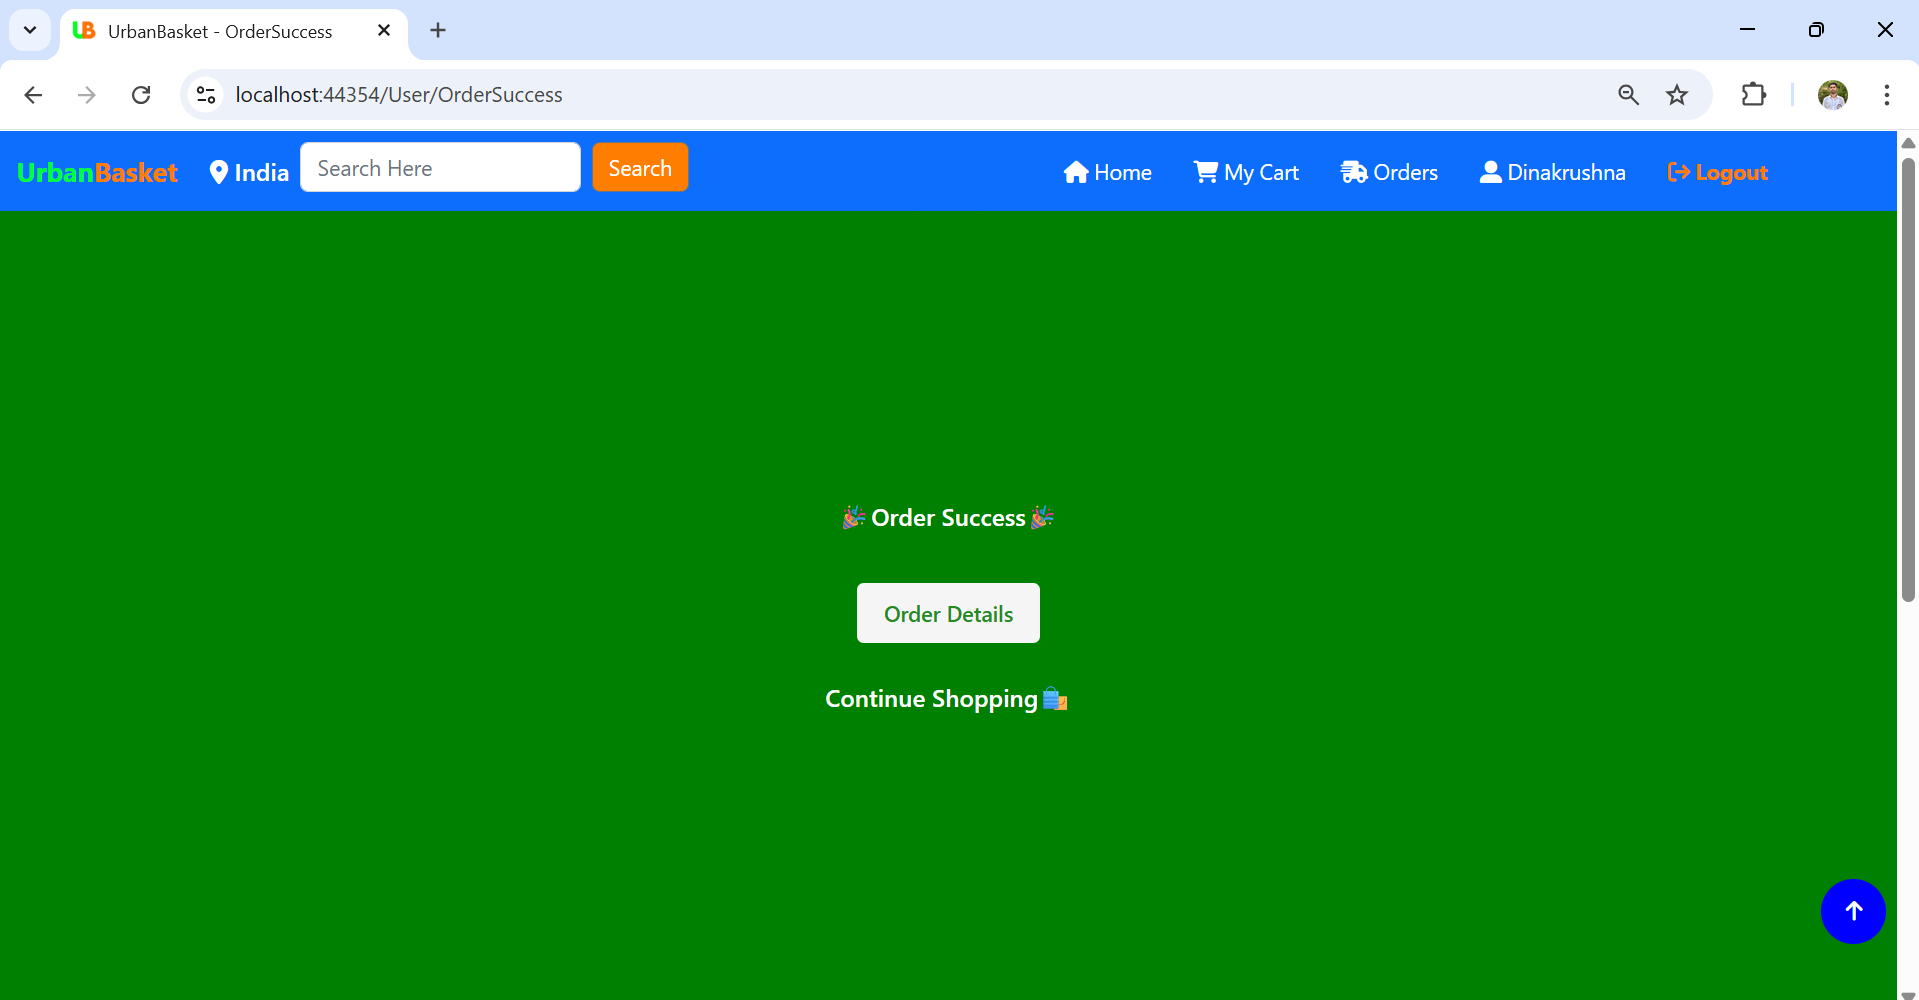 UB UrbanBasket - OrderSuccess
localhost:44354/User/OrderSuccess
UrbanBasket India Search Here Search Home My Cart Orders Dinakrushna Logout
🎉 Order Success 🎉
Order Details
Continue Shopping 🛍️